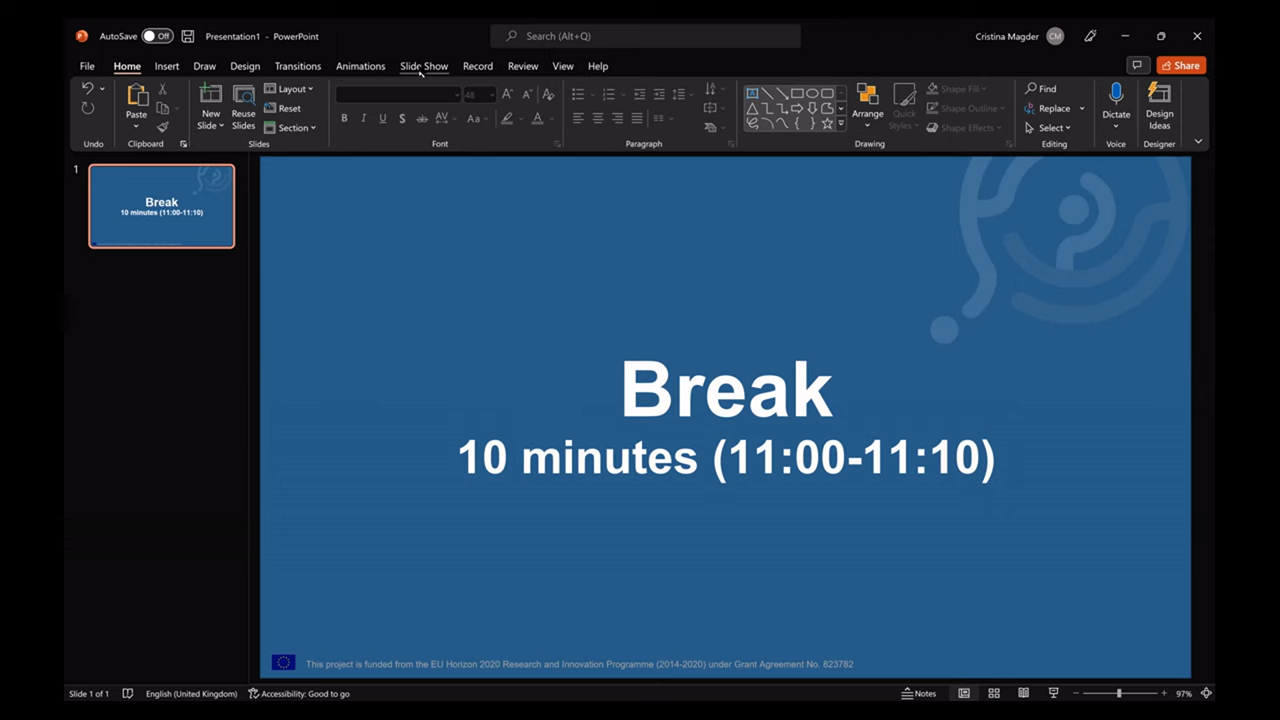 AutoSave Off Presentation1 - PowerPoint Search (Alt+Q) Cristina Magder CM
File Home Insert Draw Design Transitions Animations Slide Show Record Review View Help Share
Paste New Slide Reuse Slides Layout Reset Section
48
B I U S ab AV Aa A
Arrange Quick Styles Shape Fill Shape Outline Shape Effects
Find Replace Select Dictate Design Ideas
Undo Clipboard Slides Font Paragraph Drawing Editing Voice Designer
1
Break
10 minutes (11:00-11:10)
Break
10 minutes (11:00-11:10)
This project is funded from the EU Horizon 2020 Research and Innovation Programme (2014-2020) under Grant Agreement No. 823782
Slide 1 of 1 English (United Kingdom) Accessibility: Good to go Notes 97%